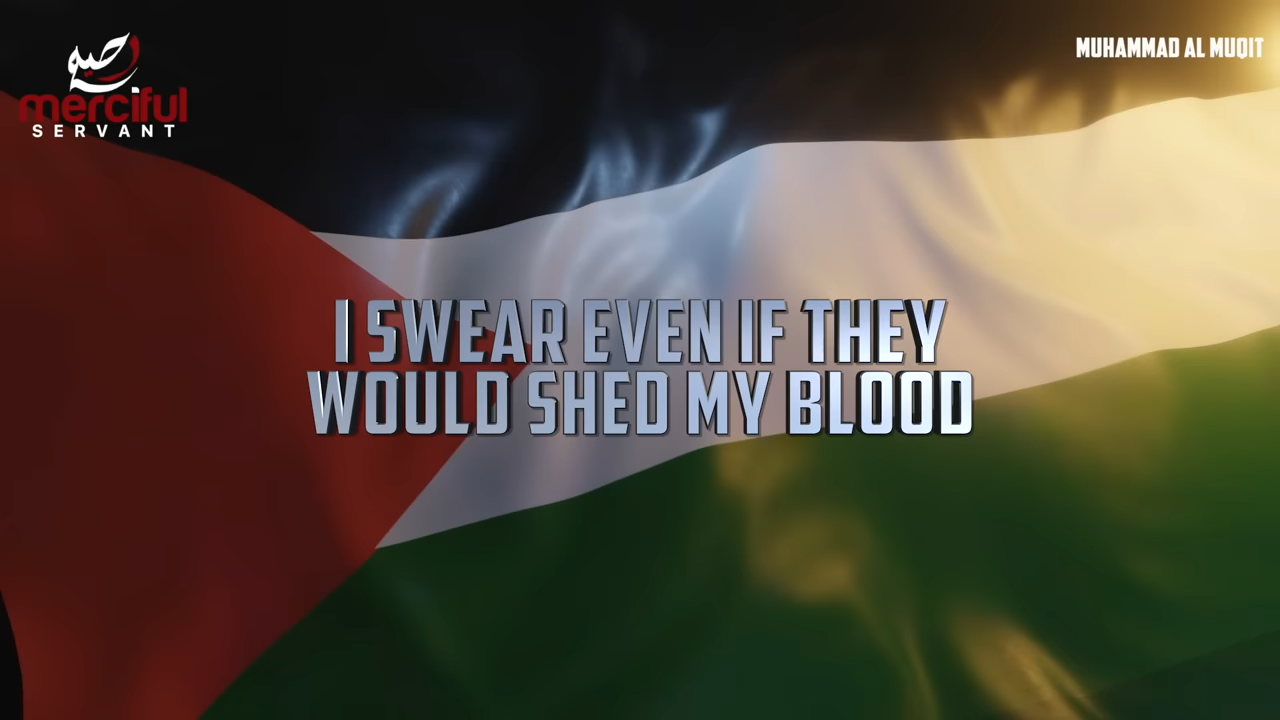 merciful
SERVANT
MUHAMMAD AL MUQIT
I SWEAR EVEN IF THEY
WOULD SHED MY BLOOD